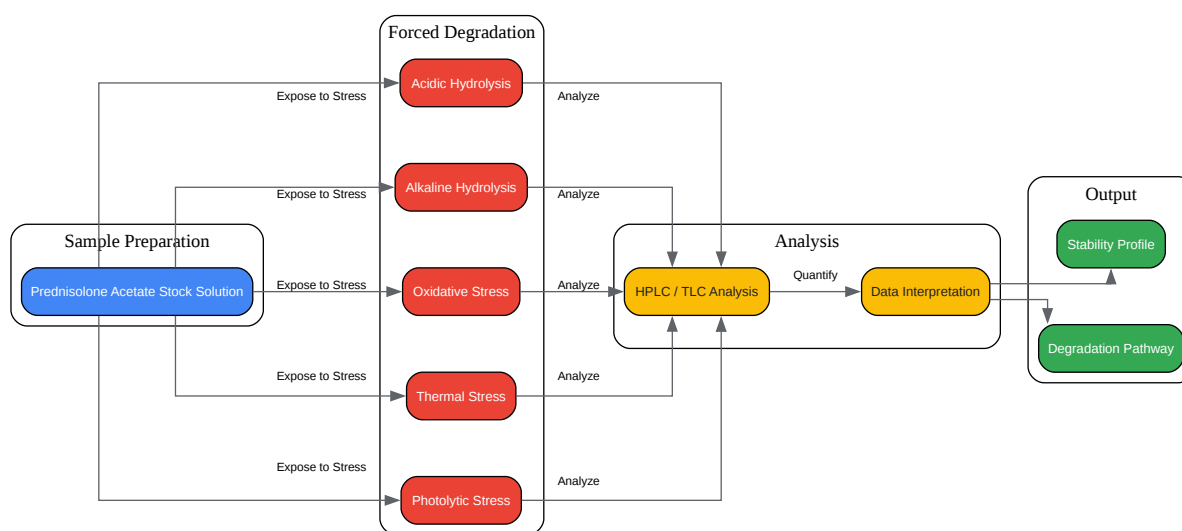 Forced Degradation
Acidic Hydrolysis
Expose to Stress
Analyze
Alkaline Hydrolysis
Expose to Stress
Analyze
Sample Preparation
Prednisolone Acetate Stock Solution
Expose to Stress
Oxidative Stress
Analyze
Analysis
HPLC / TLC Analysis
Quantify
Data Interpretation
Output
Stability Profile
Degradation Pathway
Expose to Stress
Thermal Stress
Analyze
Expose to Stress
Photolytic Stress
Analyze